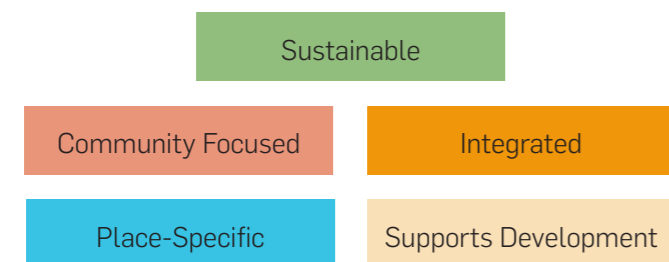 Sustainable
Community Focused
Integrated
Place-Specific
Supports Development